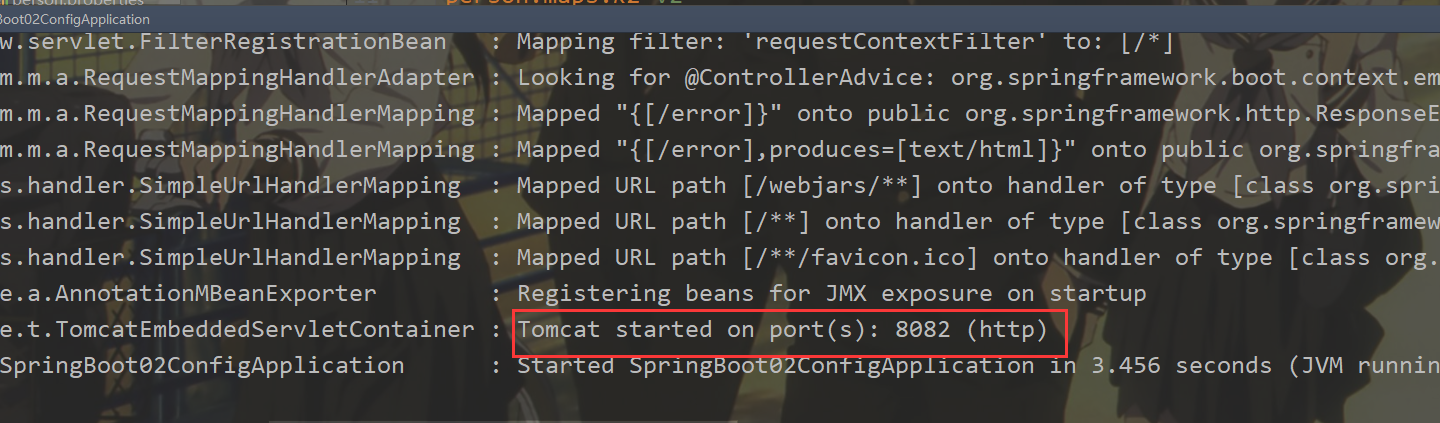 person.properties
Boot02ConfigApplication
w.servlet.FilterRegistrationBean : Mapping filter: 'requestContextFilter' to: [/*]
m.m.a.RequestMappingHandlerAdapter : Looking for @ControllerAdvice: org.springframework.boot.context.em
m.m.a.RequestMappingHandlerMapping : Mapped "{[/error]}" onto public org.springframework.http.ResponseE
m.m.a.RequestMappingHandlerMapping : Mapped "{[/error],produces=[text/html]}" onto public org.springfra
s.handler.SimpleUrlHandlerMapping : Mapped URL path [/webjars/**] onto handler of type [class org.spri
s.handler.SimpleUrlHandlerMapping : Mapped URL path [/**] onto handler of type [class org.springframew
s.handler.SimpleUrlHandlerMapping : Mapped URL path [/**/favicon.ico] onto handler of type [class org.
e.a.AnnotationMBeanExporter : Registering beans for JMX exposure on startup
e.t.TomcatEmbeddedServletContainer : Tomcat started on port(s): 8082 (http)
SpringBoot02ConfigApplication : Started SpringBoot02ConfigApplication in 3.456 seconds (JVM runnin